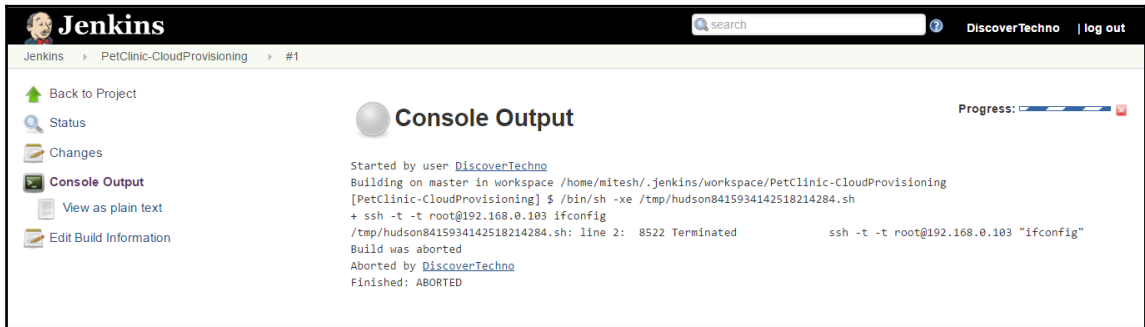 Jenkins
search
DiscoverTechno | log out
Jenkins PetClinic-CloudProvisioning #1
Back to Project
Status
Changes
Console Output
View as plain text
Edit Build Information
Console Output
Progress:
Started by user DiscoverTechno
Building on master in workspace /home/mitesh/.jenkins/workspace/PetClinic-CloudProvisioning
[PetClinic-CloudProvisioning] $ /bin/sh -xe /tmp/hudson8415934142518214284.sh
+ ssh -t -t root@192.168.0.103 ifconfig
/tmp/hudson8415934142518214284.sh: line 2: 8522 Terminated ssh -t -t root@192.168.0.103 "ifconfig"
Build was aborted
Aborted by DiscoverTechno
Finished: ABORTED